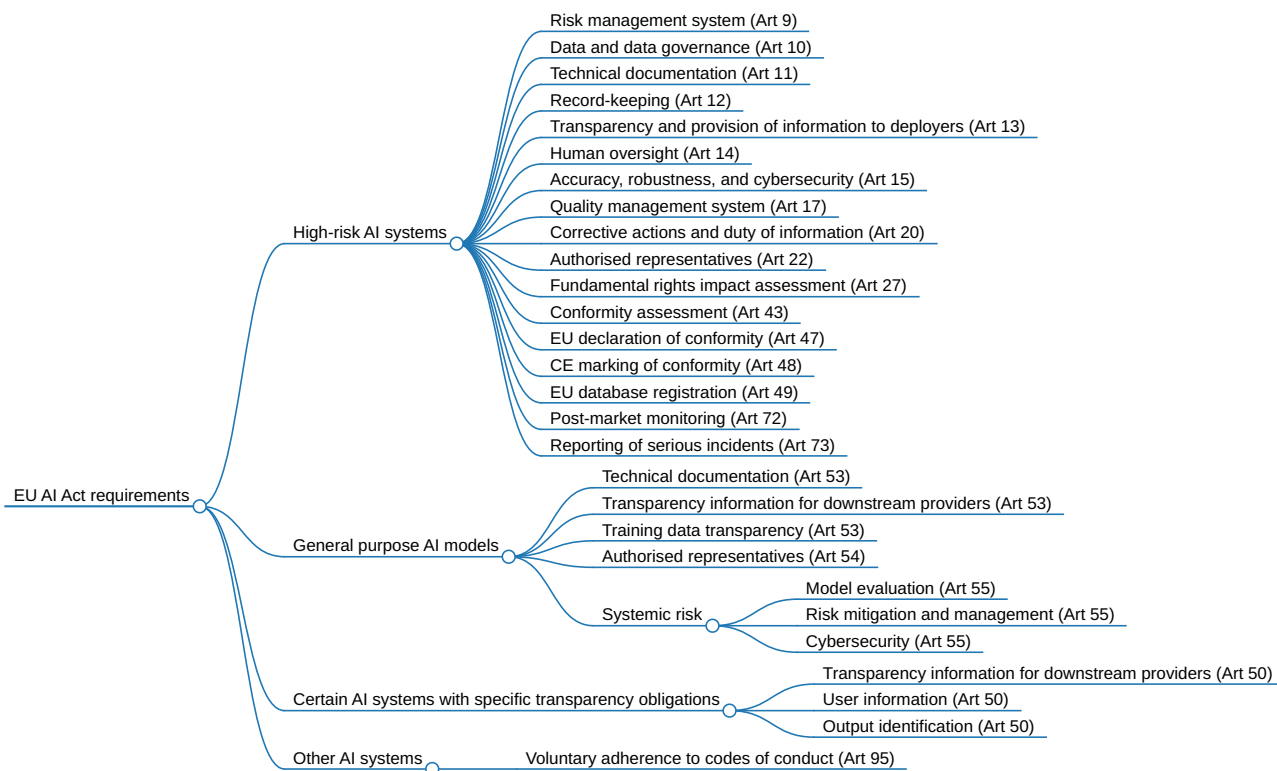 EU AI Act requirements
High-risk AI systems
Risk management system (Art 9)
Data and data governance (Art 10)
Technical documentation (Art 11)
Record-keeping (Art 12)
Transparency and provision of information to deployers (Art 13)
Human oversight (Art 14)
Accuracy, robustness, and cybersecurity (Art 15)
Quality management system (Art 17)
Corrective actions and duty of information (Art 20)
Authorised representatives (Art 22)
Fundamental rights impact assessment (Art 27)
Conformity assessment (Art 43)
EU declaration of conformity (Art 47)
CE marking of conformity (Art 48)
EU database registration (Art 49)
Post-market monitoring (Art 72)
Reporting of serious incidents (Art 73)
General purpose AI models
Technical documentation (Art 53)
Transparency information for downstream providers (Art 53)
Training data transparency (Art 53)
Authorised representatives (Art 54)
Systemic risk
Model evaluation (Art 55)
Risk mitigation and management (Art 55)
Cybersecurity (Art 55)
Certain AI systems with specific transparency obligations
Transparency information for downstream providers (Art 50)
User information (Art 50)
Output identification (Art 50)
Other AI systems
Voluntary adherence to codes of conduct (Art 95)